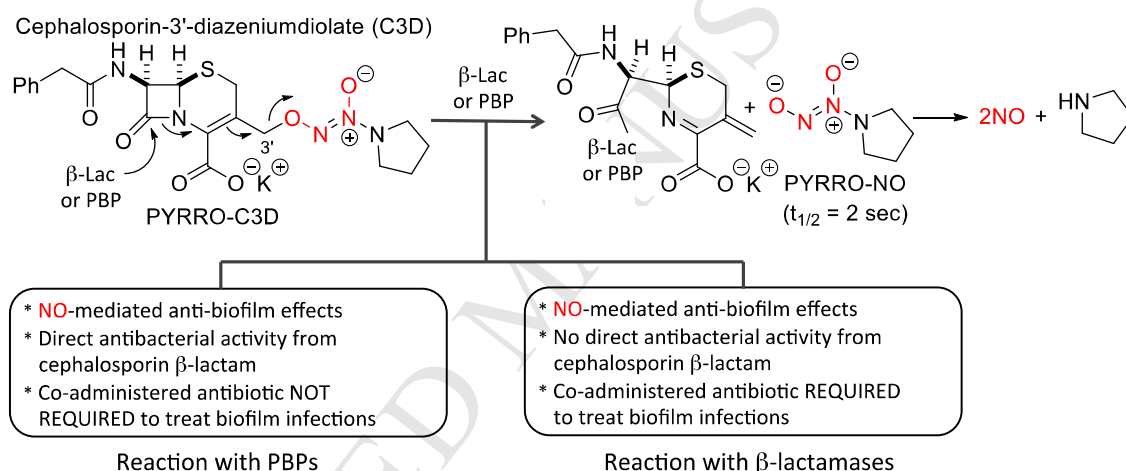 Cephalosporin-3'-diazeniumdiolate (C3D)
Ph
O
H
N
H
H
S
O
N
3'
O
N
N
O
⊖
⊕
N
O
O
⊖
K
⊕
β-Lac
or PBP
PYRRO-C3D
β-Lac
or PBP
Ph
O
H
N
H
H
S
O
N
β-Lac
or PBP
O
O
⊖
K
⊕
+
⊖
O
N
N
O
⊖
⊕
N
PYRRO-NO
(t1/2 = 2 sec)
2NO +
HN
* NO-mediated anti-biofilm effects
* Direct antibacterial activity from
cephalosporin β-lactam
* Co-administered antibiotic NOT
REQUIRED to treat biofilm infections
Reaction with PBPs
* NO-mediated anti-biofilm effects
* No direct antibacterial activity from
cephalosporin β-lactam
* Co-administered antibiotic REQUIRED
to treat biofilm infections
Reaction with β-lactamases